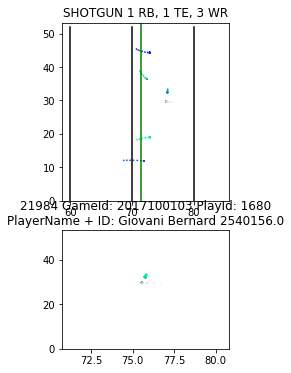 SHOTGUN 1 RB, 1 TE, 3 WR
50
40
30
20
10
0
60 70 80
21984 GameId: 2017100103 PlayId: 1680
PlayerName + ID: Giovani Bernard 2540156.0
40
20
0
72.5 75.0 77.5 80.0